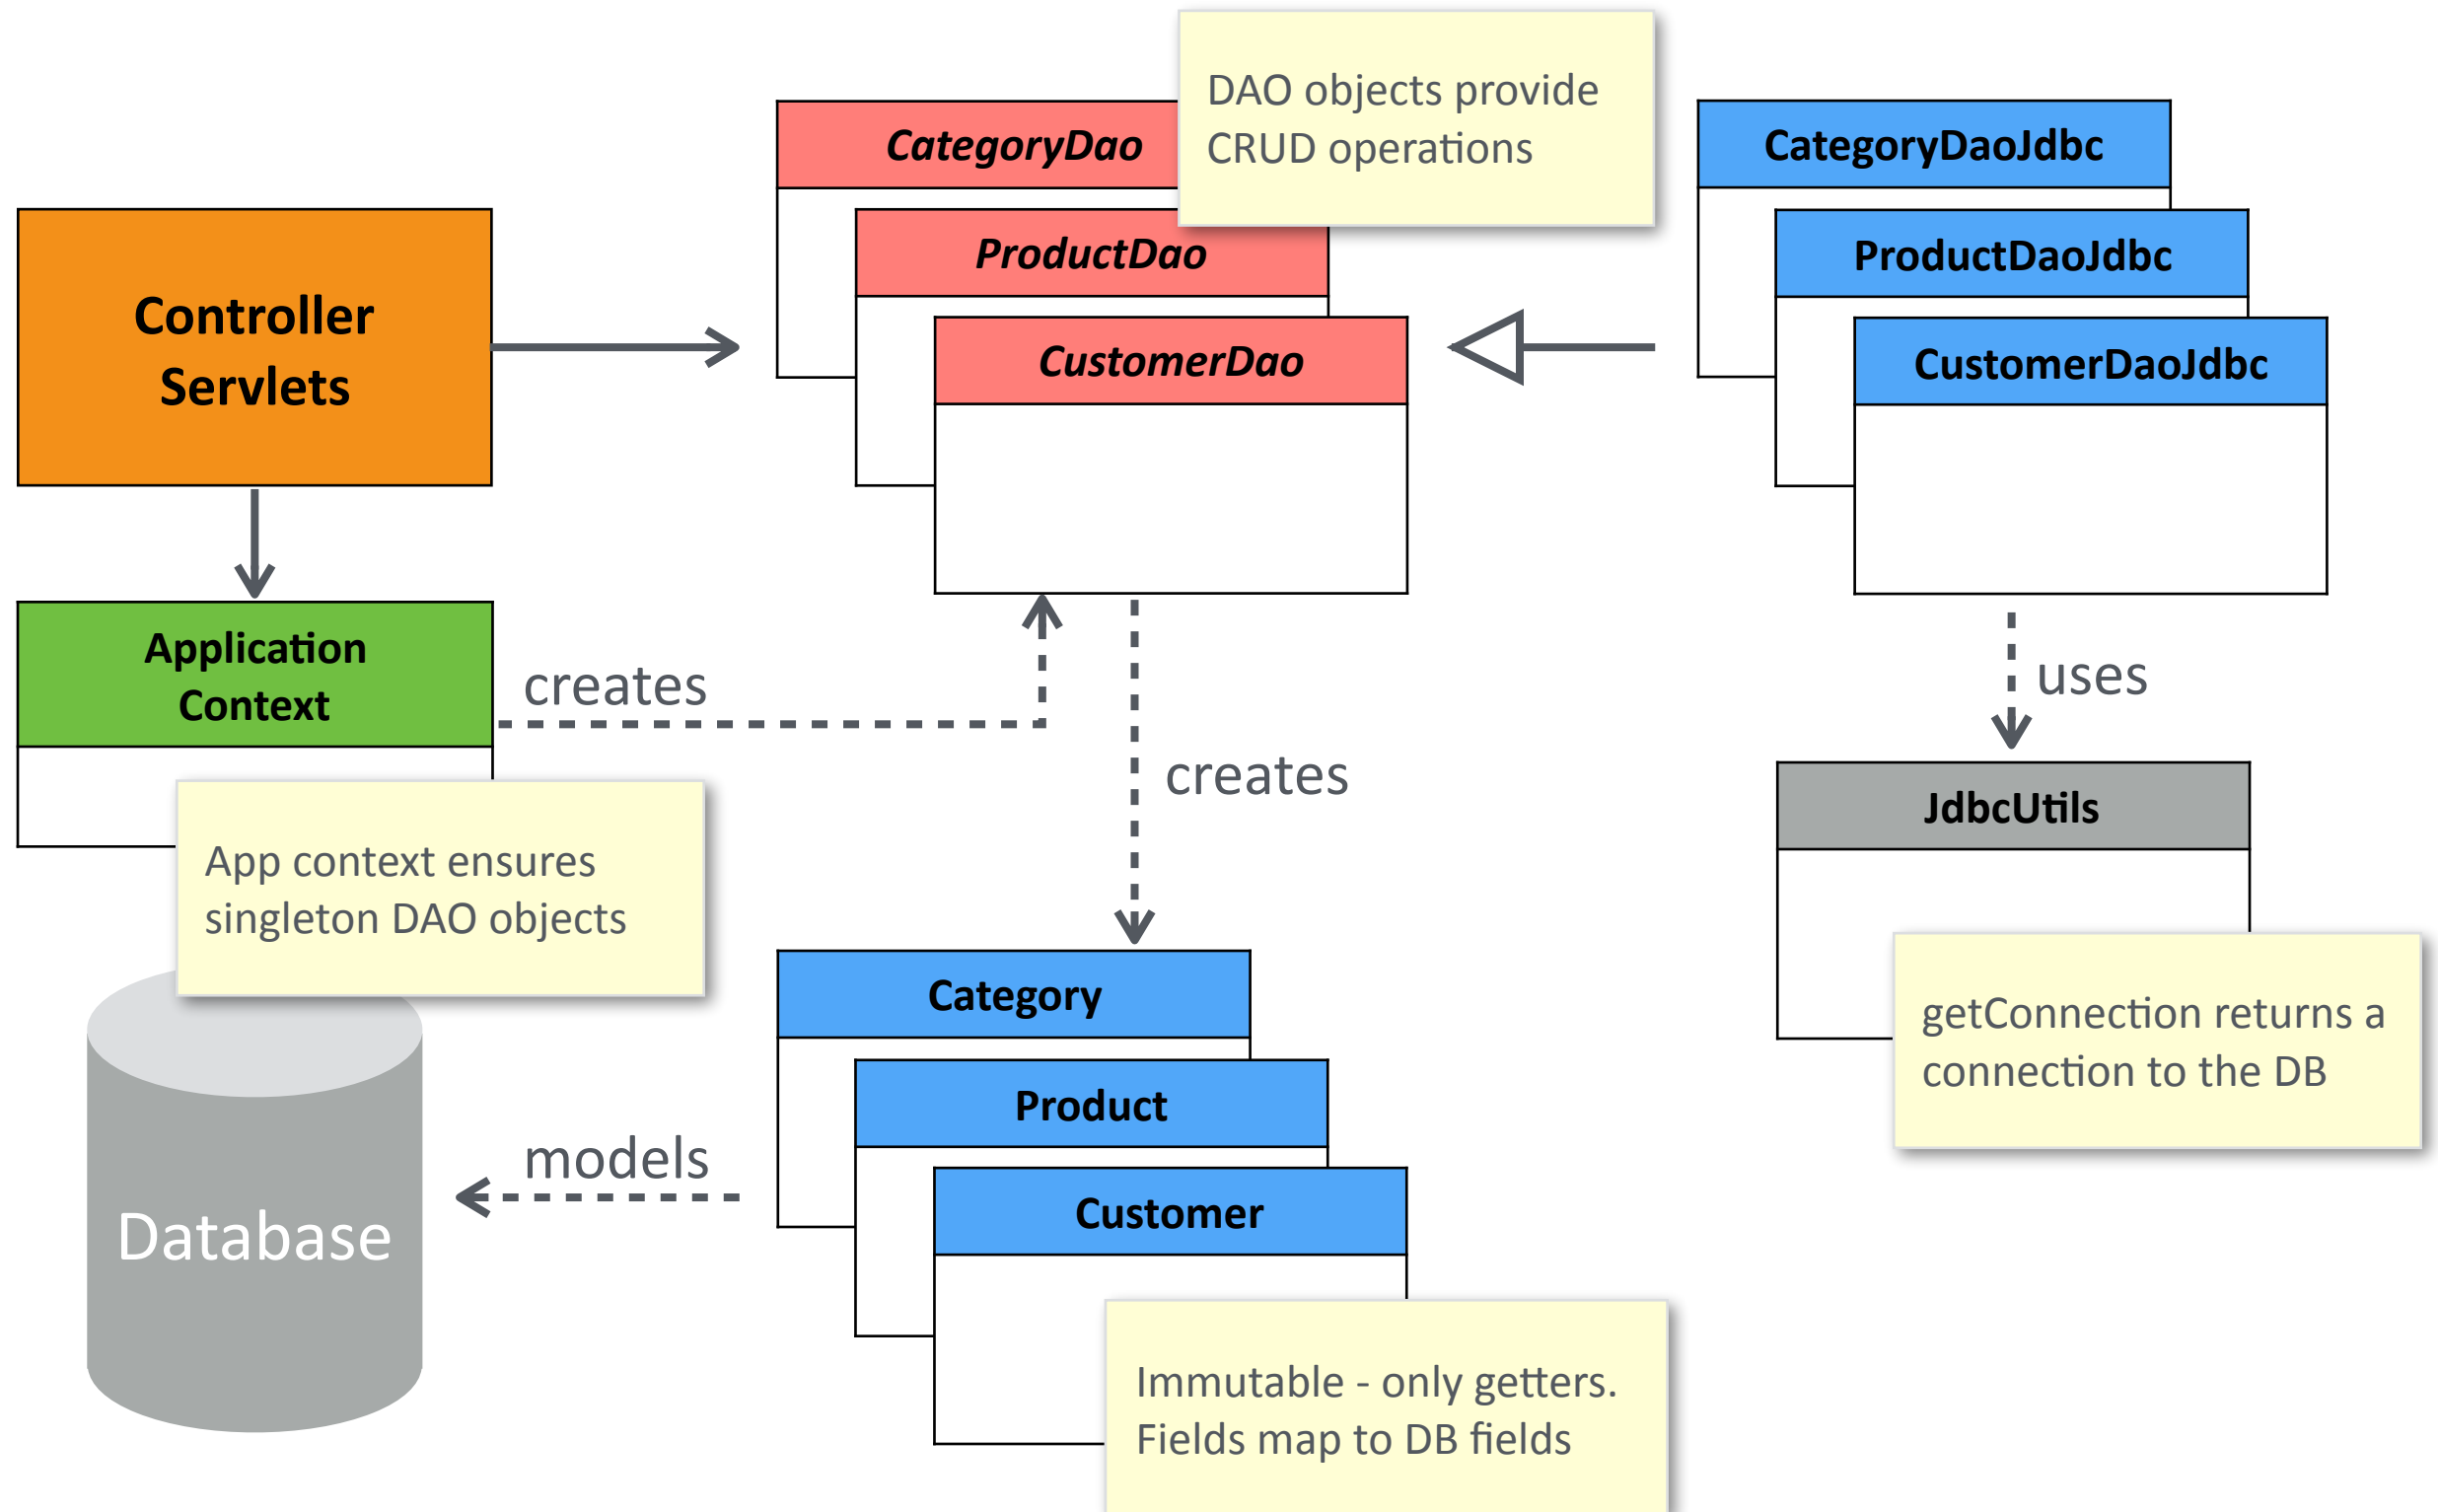 DAO objects provide
CRUD operations
CategoryDao
ProductDao
CustomerDao
CategoryDaoJdbc
ProductDaoJdbc
CustomerDaoJdbc
Controller
Servlets
Application
Context
creates
creates
uses
JdbcUtils
App context ensures
singleton DAO objects
getConnection returns a
connection to the DB
Category
Product
Customer
models
Database
Immutable - only getters.
Fields map to DB fields